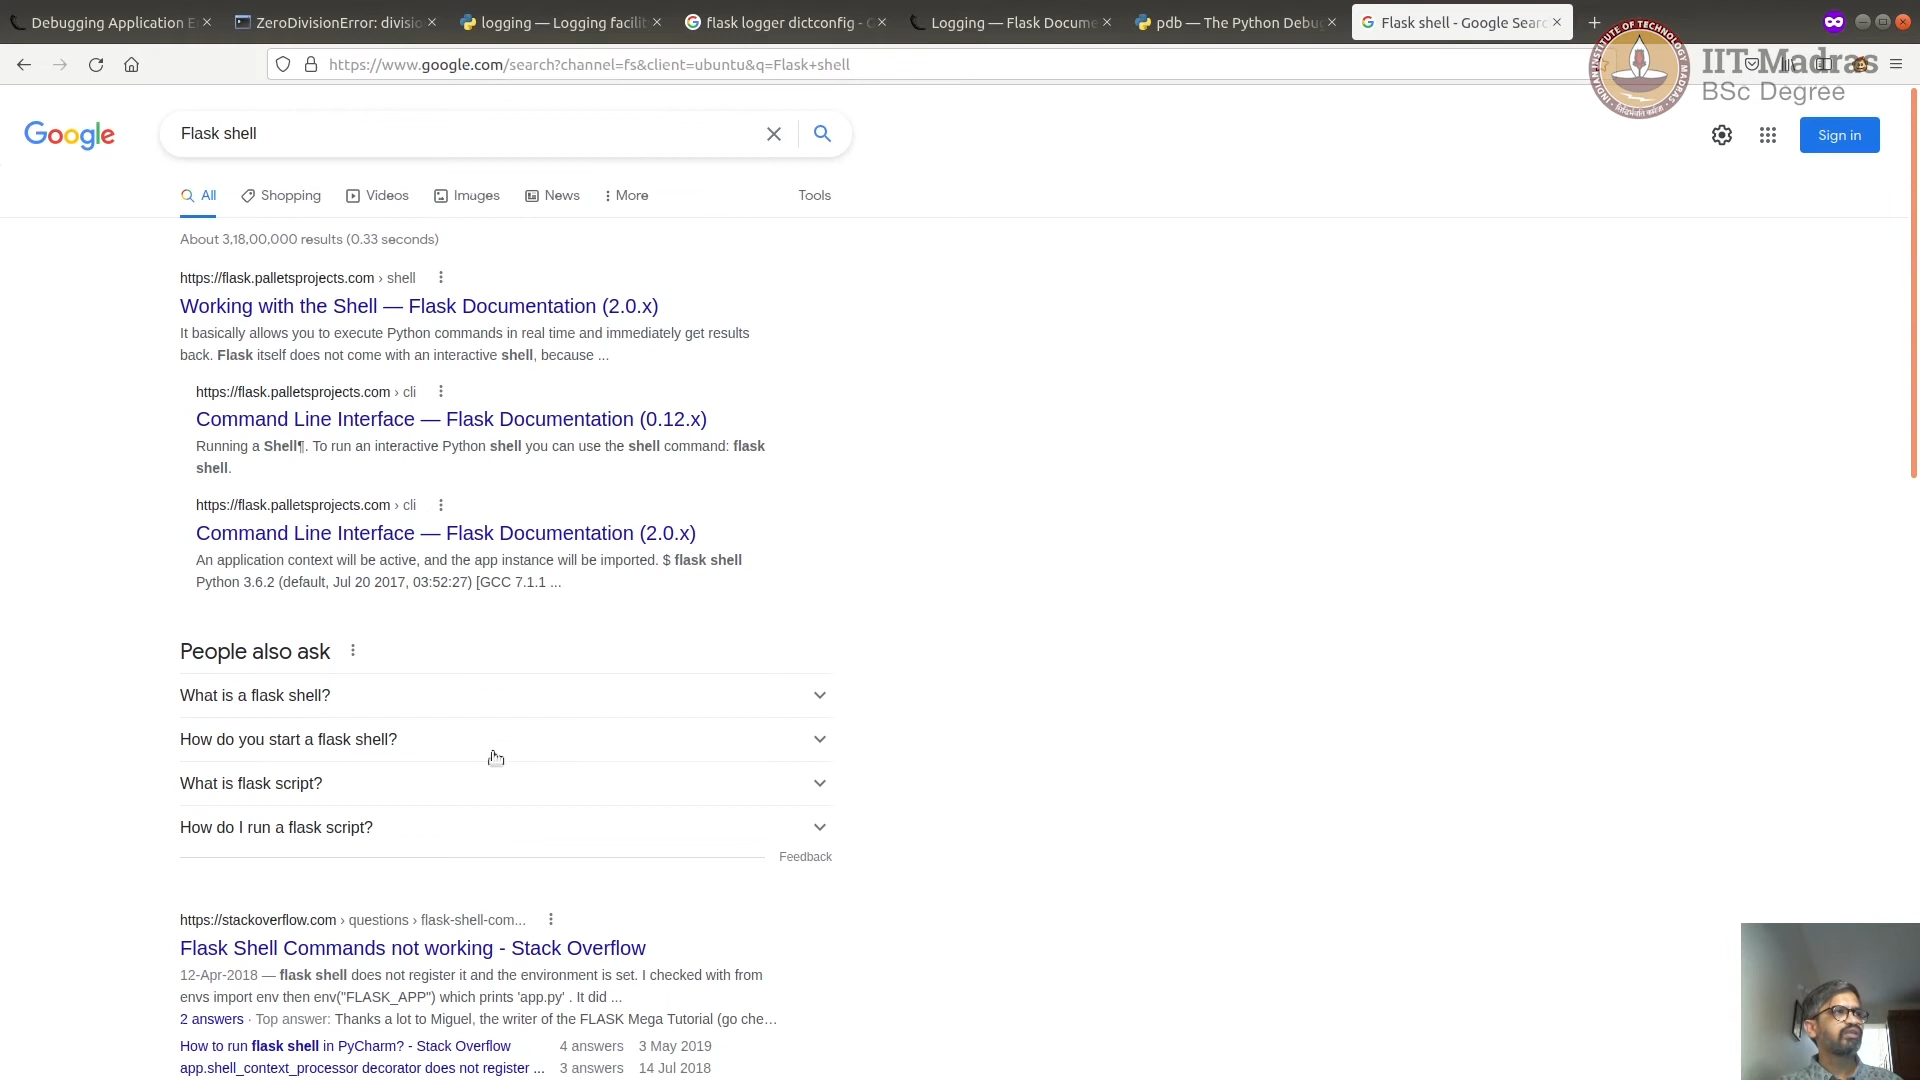 Debugging Application E
ZeroDivisionError: divisio
logging — Logging facilit
flask logger dictconfig -
Logging — Flask Docume
pdb — The Python Debug
Flask shell - Google Searc
https://www.google.com/search?channel=fs&client=ubuntu&q=Flask+shell
IIT Madras
BSc Degree
INDIAN INSTITUTE OF TECHNOLOGY MADRAS
Google
Flask shell
Sign in
All
Shopping
Videos
Images
News
More
Tools
About 3,18,00,000 results (0.33 seconds)
https://flask.palletsprojects.com › shell
Working with the Shell — Flask Documentation (2.0.x)
It basically allows you to execute Python commands in real time and immediately get results
back. Flask itself does not come with an interactive shell, because ...
https://flask.palletsprojects.com › cli
Command Line Interface — Flask Documentation (0.12.x)
Running a Shell¶. To run an interactive Python shell you can use the shell command: flask
shell.
https://flask.palletsprojects.com › cli
Command Line Interface — Flask Documentation (2.0.x)
An application context will be active, and the app instance will be imported. $ flask shell
Python 3.6.2 (default, Jul 20 2017, 03:52:27) [GCC 7.1.1 ...
People also ask
What is a flask shell?
How do you start a flask shell?
What is flask script?
How do I run a flask script?
Feedback
https://stackoverflow.com › questions › flask-shell-com...
Flask Shell Commands not working - Stack Overflow
12-Apr-2018 — flask shell does not register it and the environment is set. I checked with from
envs import env then env("FLASK_APP") which prints 'app.py' . It did ...
2 answers · Top answer: Thanks a lot to Miguel, the writer of the FLASK Mega Tutorial (go che…
How to run flask shell in PyCharm? - Stack Overflow 4 answers 3 May 2019
app.shell_context_processor decorator does not register ... 3 answers 14 Jul 2018